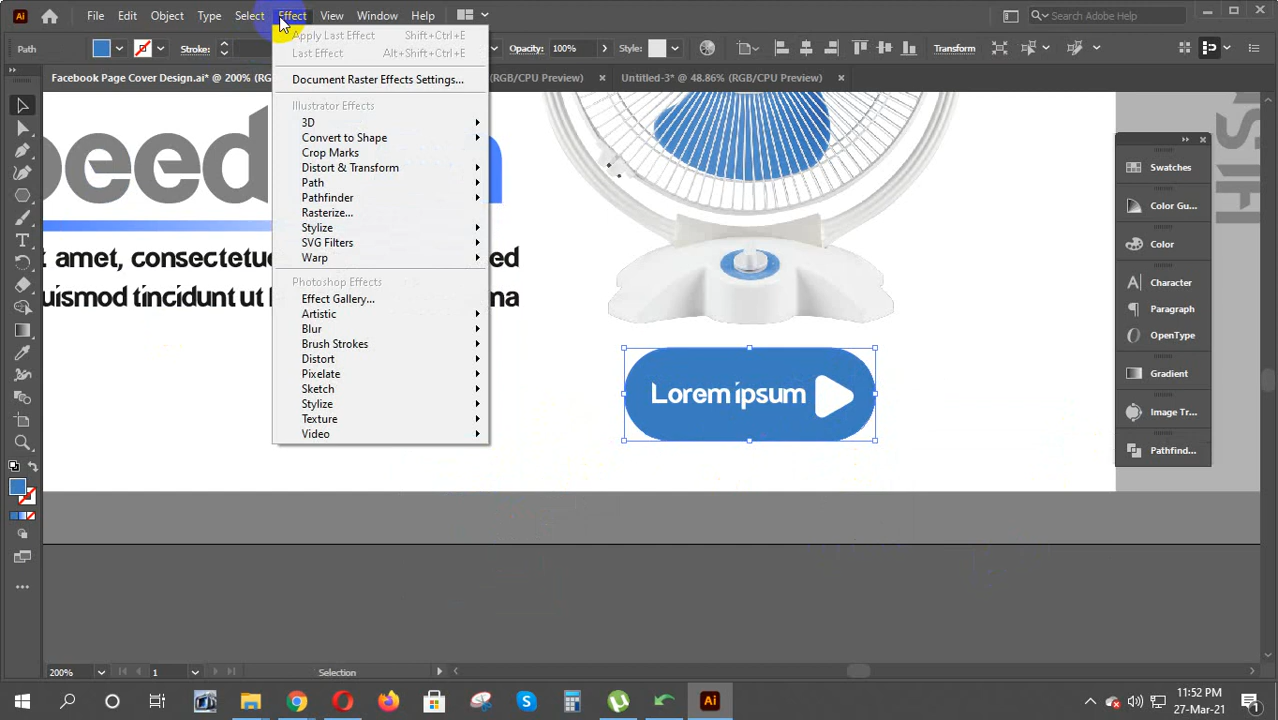 Ai File Edit Object Type Select Effect View Window Help Search Adobe Help
Path Stroke: Opacity: 100% Style: Transform
Apply Last Effect Shift+Ctrl+E
Last Effect Alt+Shift+Ctrl+E
Facebook Page Cover Design.ai* @ 200% (RG (RGB/CPU Preview) × Untitled-3* @ 48.86% (RGB/CPU Preview) ×
Document Raster Effects Settings...
Illustrator Effects
3D
Convert to Shape
Crop Marks
Distort & Transform
Path
Pathfinder
Rasterize...
Stylize
SVG Filters
Warp
Photoshop Effects
Effect Gallery...
Artistic
Blur
Brush Strokes
Distort
Pixelate
Sketch
Stylize
Texture
Video
peed
amet, consectetu ed
uismod tincidunt ut ma
Lorem ipsum
Swatches
Color Gu...
Color
Character
Paragraph
OpenType
Gradient
Image Tr...
Pathfind...
200% 1 Selection
11:52 PM
27-Mar-21